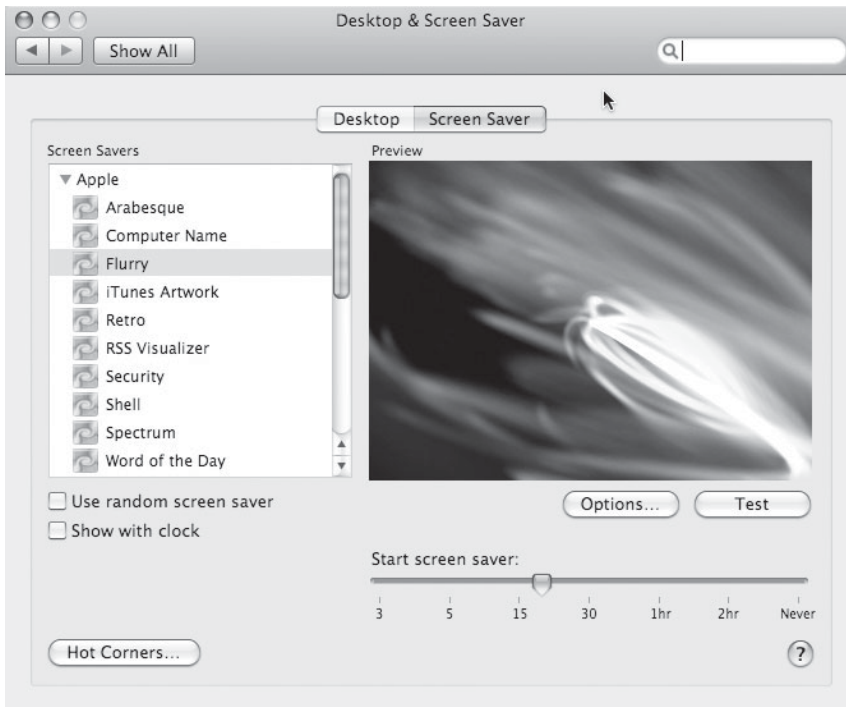 Desktop & Screen Saver
Show All
Desktop Screen Saver
Screen Savers
Preview
Apple
Arabesque
Computer Name
Flurry
iTunes Artwork
Retro
RSS Visualizer
Security
Shell
Spectrum
Word of the Day
Use random screen saver
Show with clock
Options... Test
Start screen saver:
3 5 15 30 1hr 2hr Never
Hot Corners... ?